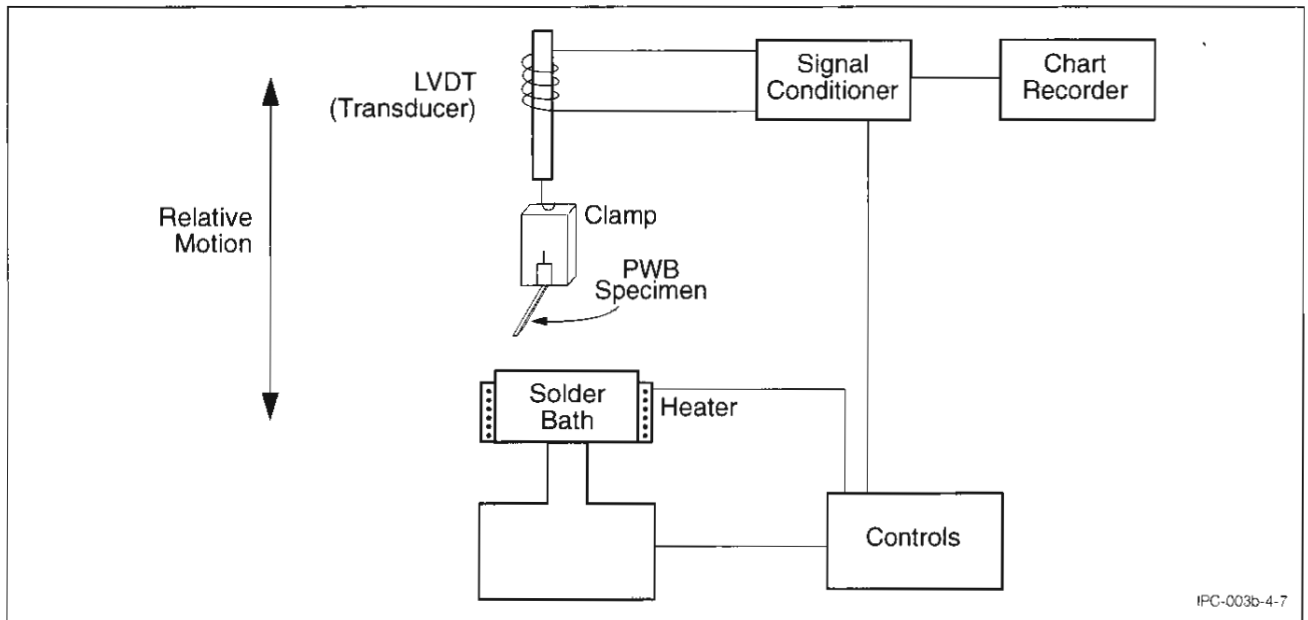 LVDT
(Transducer)
Signal
Conditioner
Chart
Recorder
Relative
Motion
Clamp
PWB
Specimen
Solder
Bath
Heater
Controls
IPC-003b-4-7